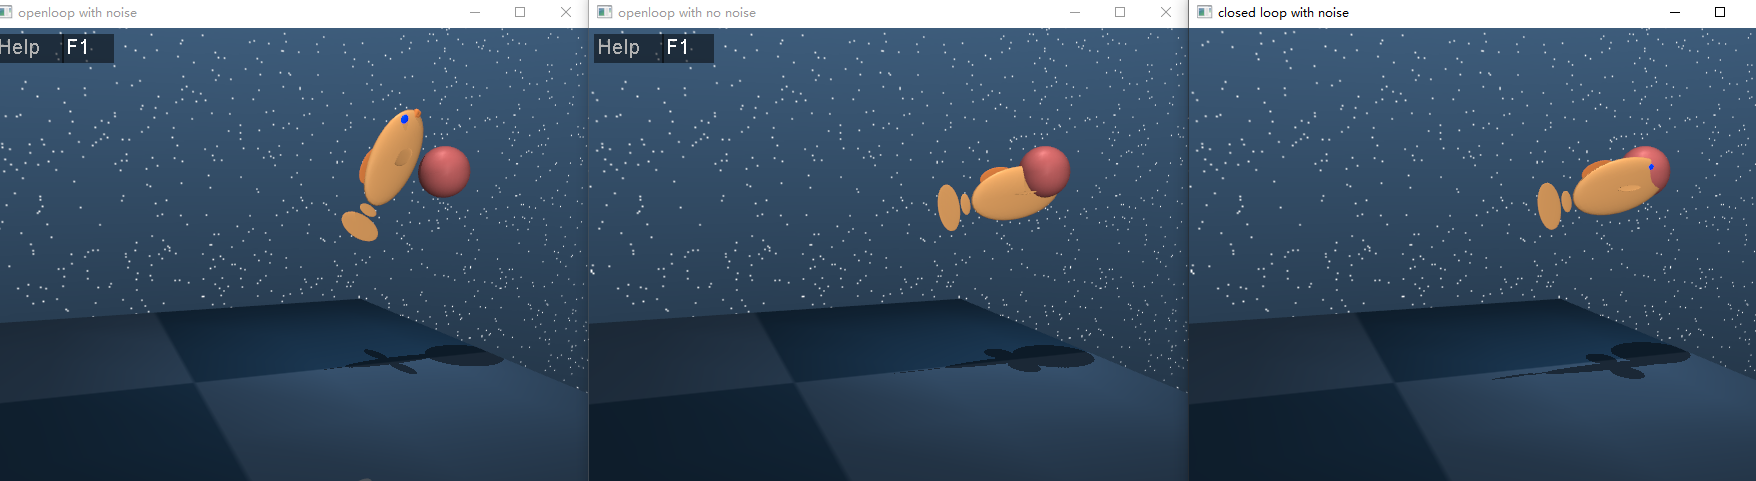 openloop with noise
Help F1
openloop with no noise
Help F1
closed loop with noise